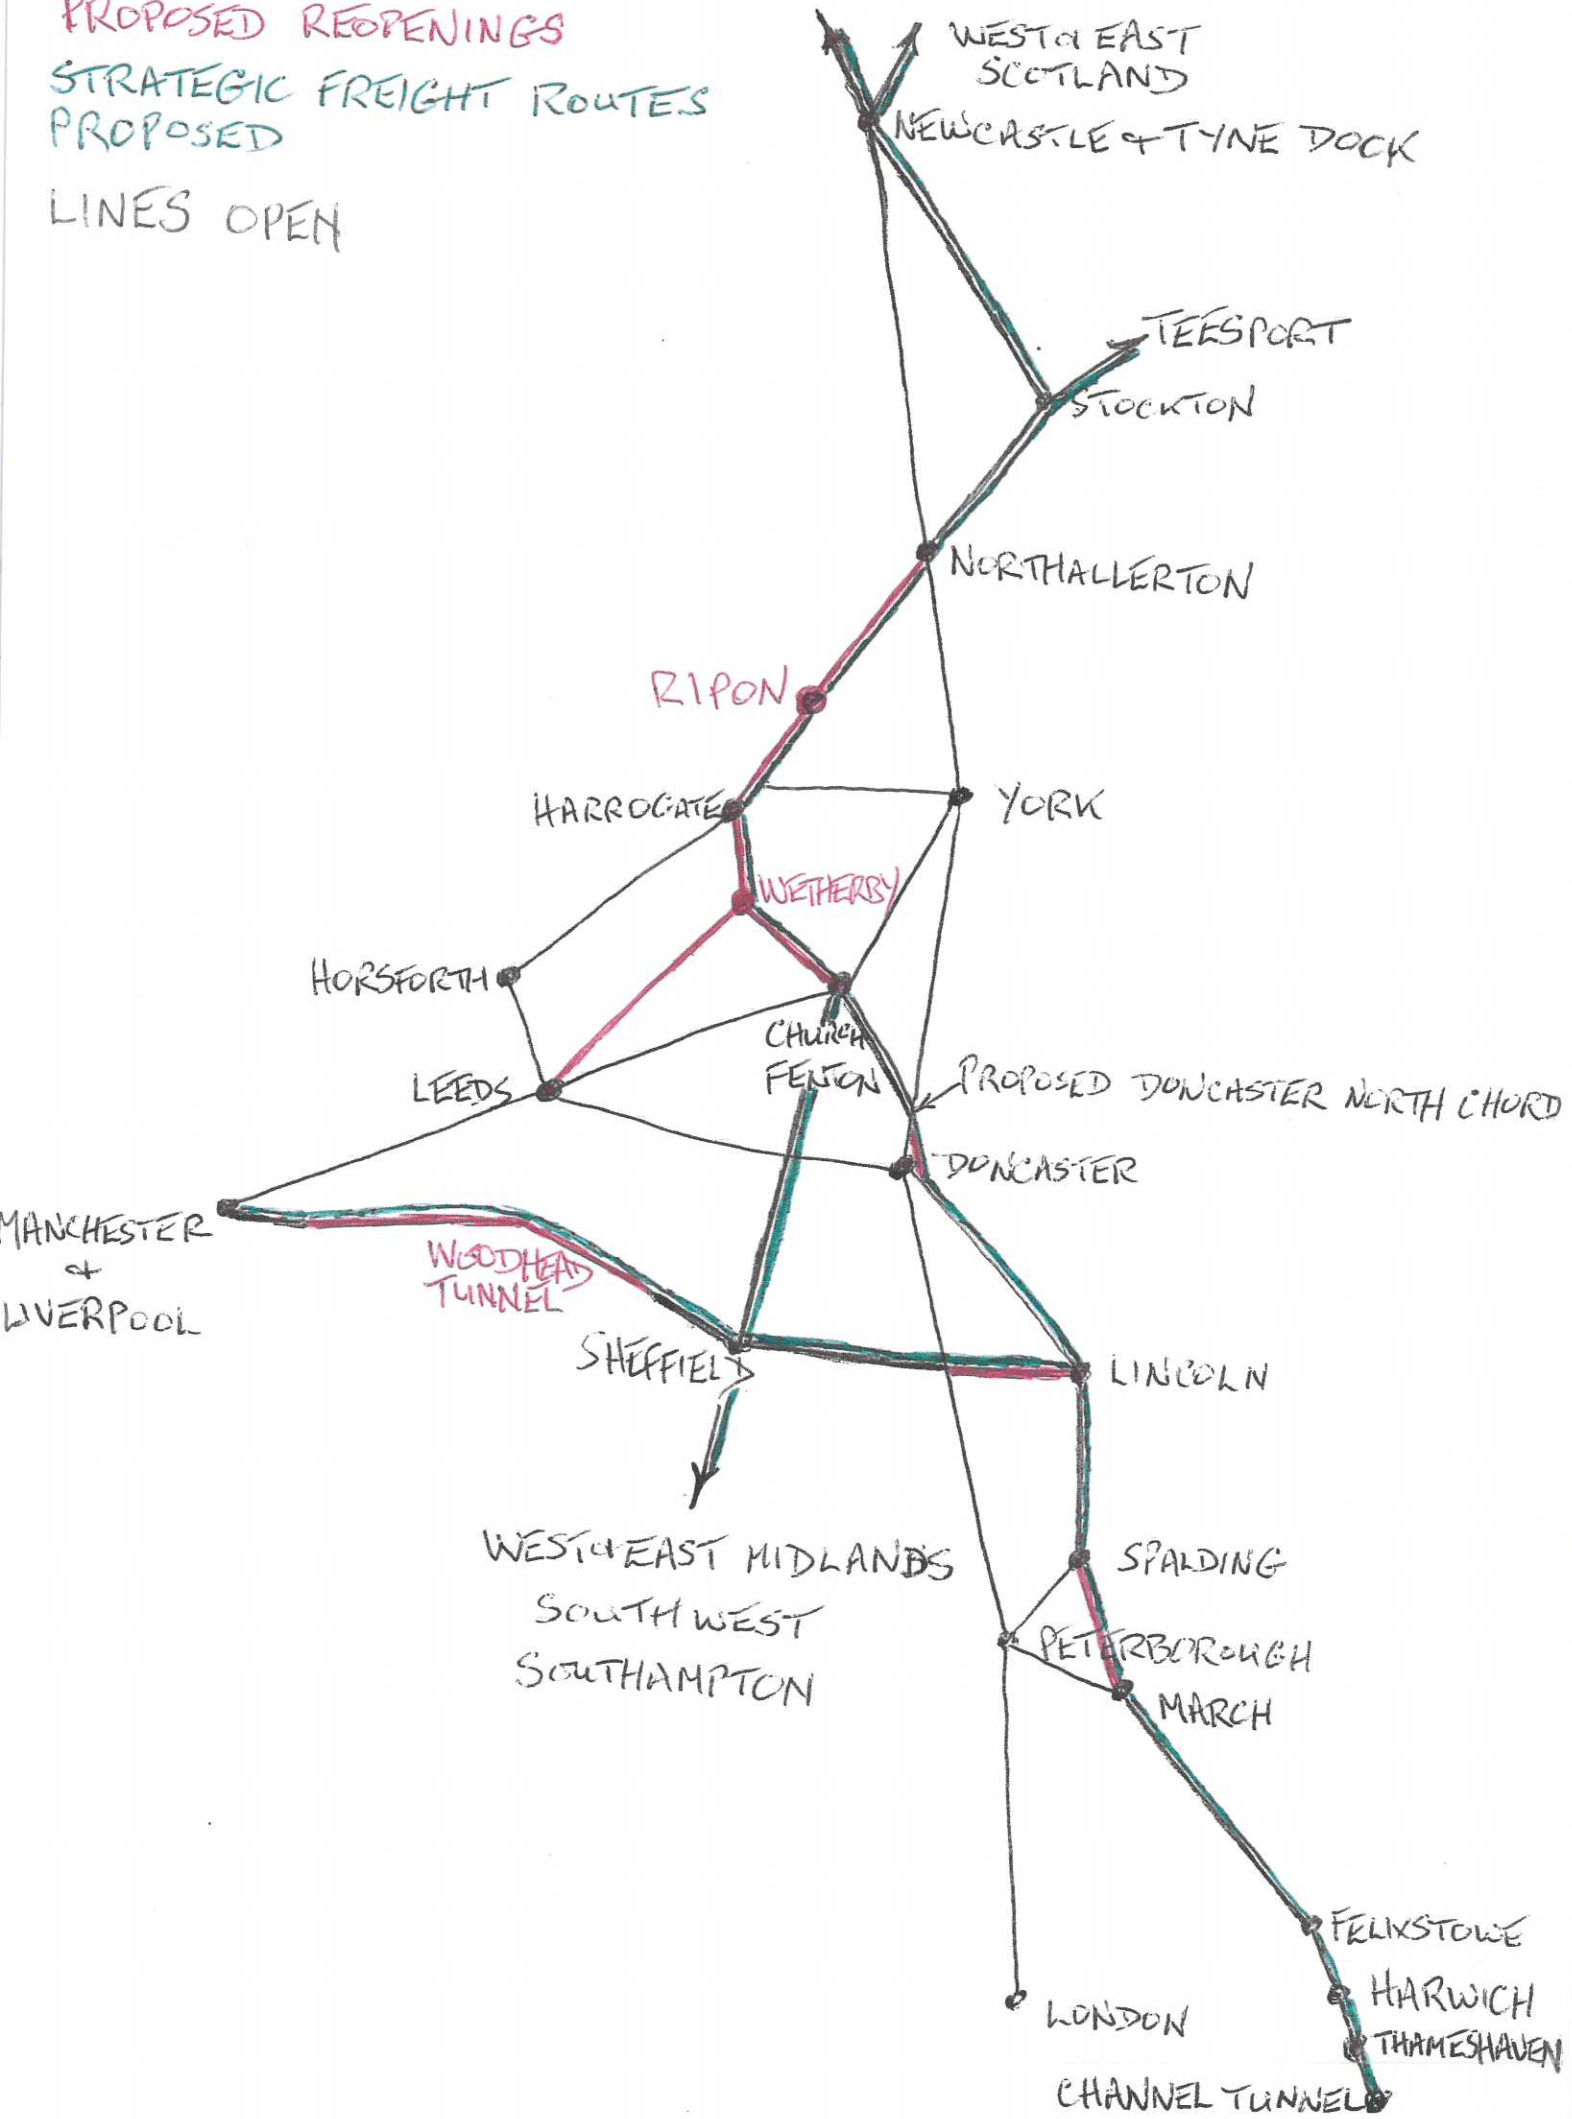 PROPOSED REOPENINGS
STRATEGIC FREIGHT ROUTES
PROPOSED
LINES OPEN
WEST & EAST
SCOTLAND
NEWCASTLE & TYNE DOCK
TEESPORT
STOCKTON
NORTHALLERTON
RIPON
HARROGATE
YORK
WETHERBY
HORSFORTH
CHURCH
FENTON
LEEDS
PROPOSED DONCASTER NORTH CHORD
DONCASTER
MANCHESTER
&
LIVERPOOL
WOODHEAD
TUNNEL
SHEFFIELD
LINCOLN
WEST & EAST MIDLANDS
SOUTH WEST
SOUTHAMPTON
SPALDING
PETERBOROUGH
MARCH
FELIXSTOWE
HARWICH
THAMESHAVEN
LONDON
CHANNEL TUNNEL